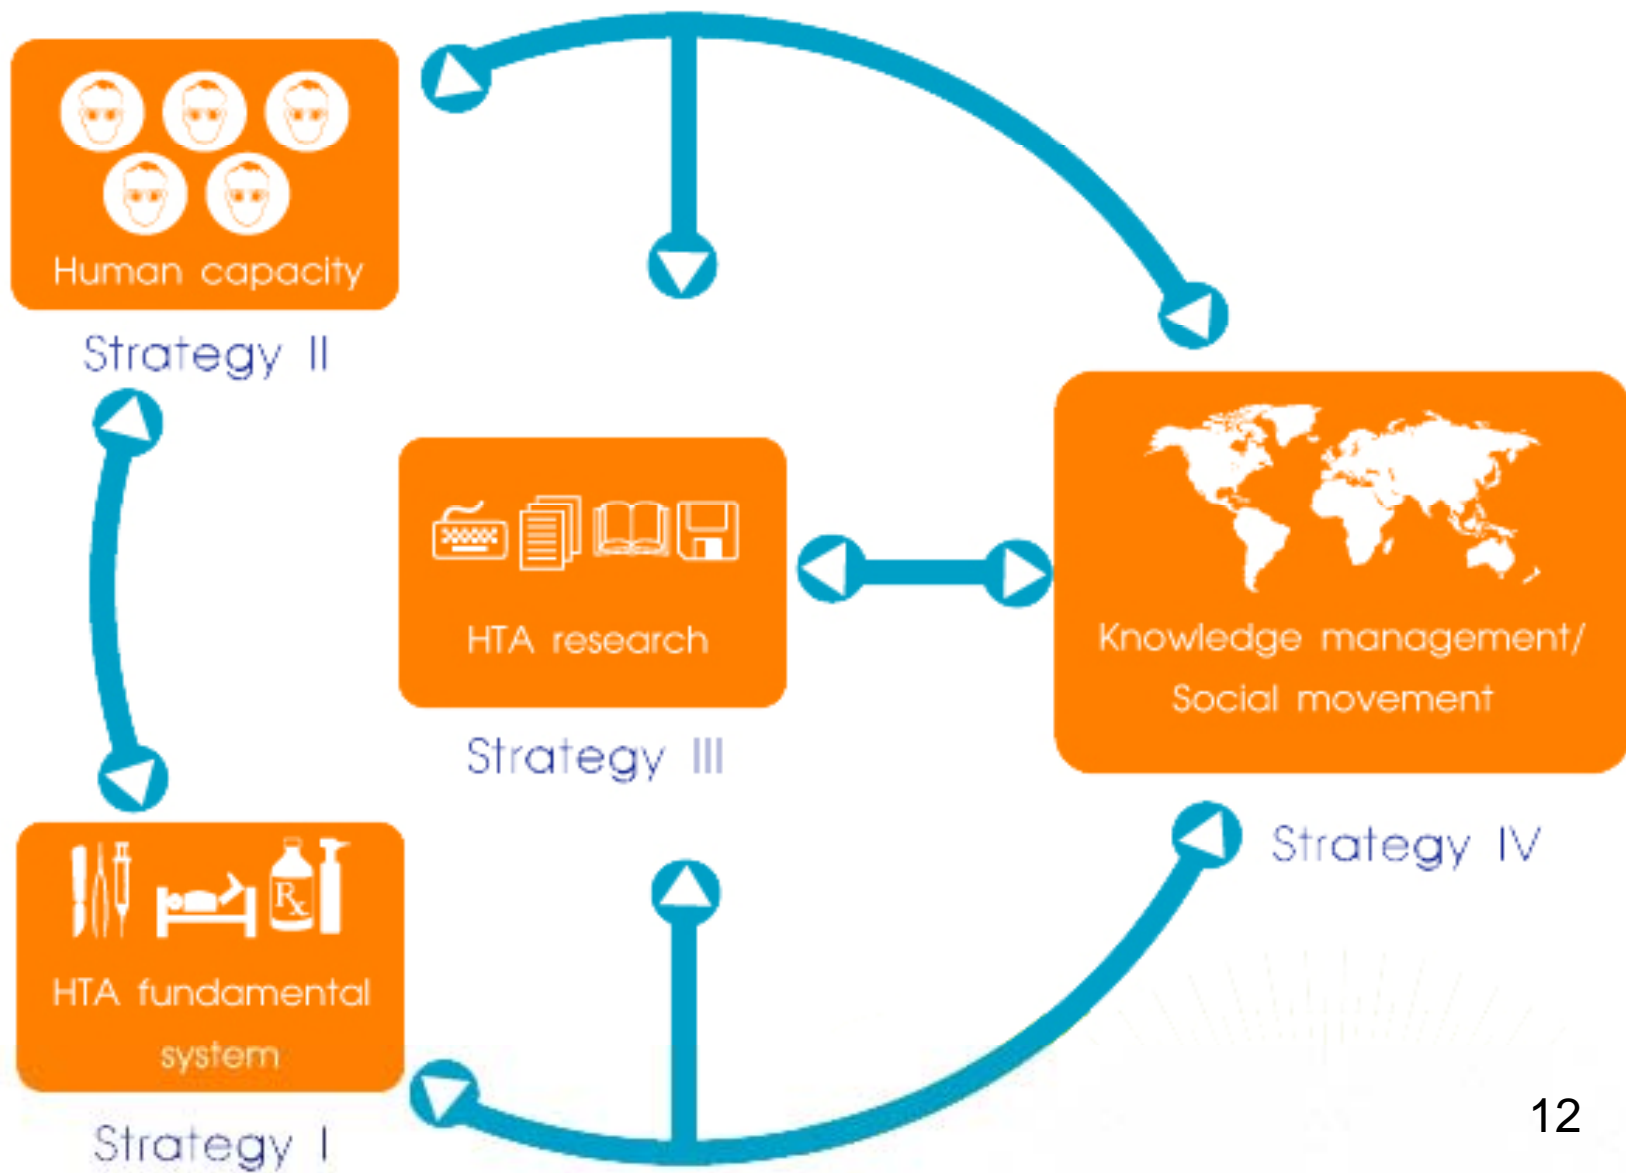 Human capacity
Strategy II
HTA research
Strategy III
Knowledge management/
Social movement
Strategy IV
Rx
HTA fundamental
system
Strategy I
12